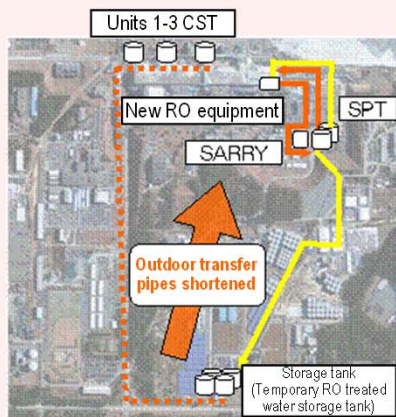 Units 1-3 CST
New RO equipment
SPT
SARRY
Outdoor transfer
pipes shortened
Storage tank
(Temporary RO treated
water storage tank)